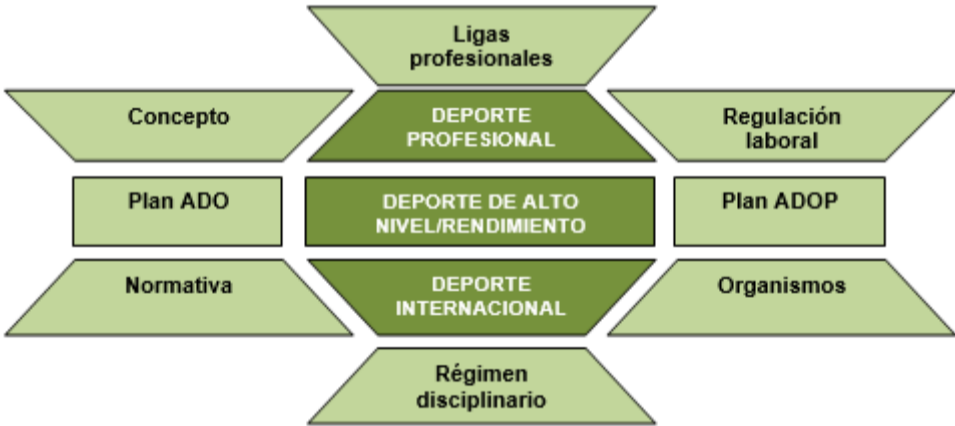 Ligas
profesionales
Concepto
DEPORTE
PROFESIONAL
Regulación
laboral
Plan ADO
DEPORTE DE ALTO
NIVEL/RENDIMIENTO
Plan ADOP
Normativa
DEPORTE
INTERNACIONAL
Organismos
Régimen
disciplinario